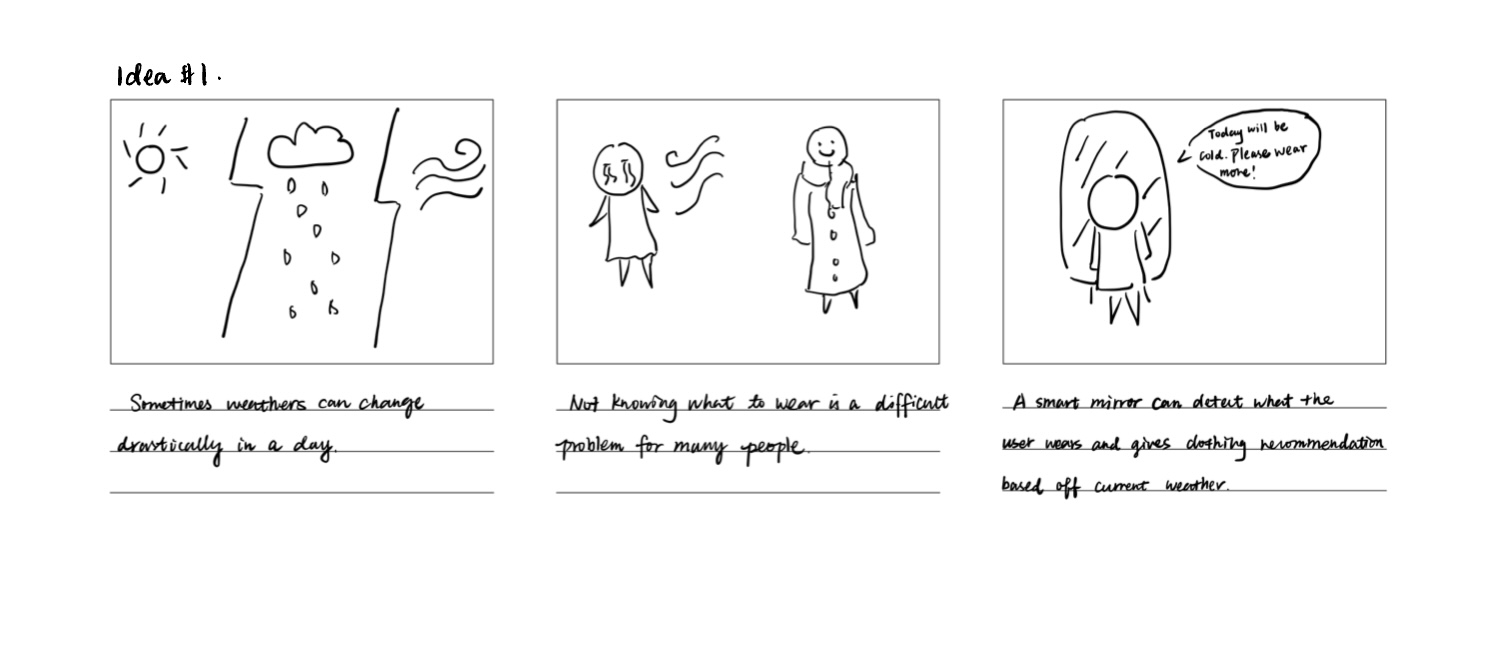 Idea #1.
Today will be
cold. Please wear
more!
Sometimes weathers can change
drastically in a day.
Not knowing what to wear is a difficult
problem for many people.
A smart mirror can detect what the
user wears and gives clothing recommendation
based off current weather.